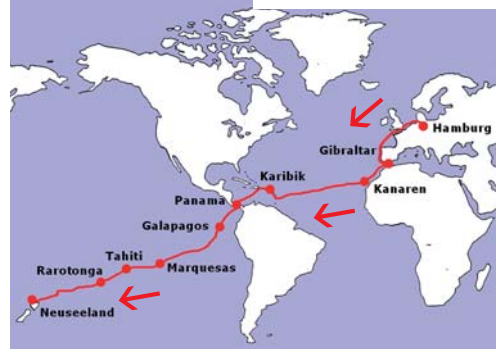 Hamburg
Gibraltar
Karibik
Kanaren
Panama
Galapagos
Tahiti
Marquesas
Rarotonga
Neuseeland